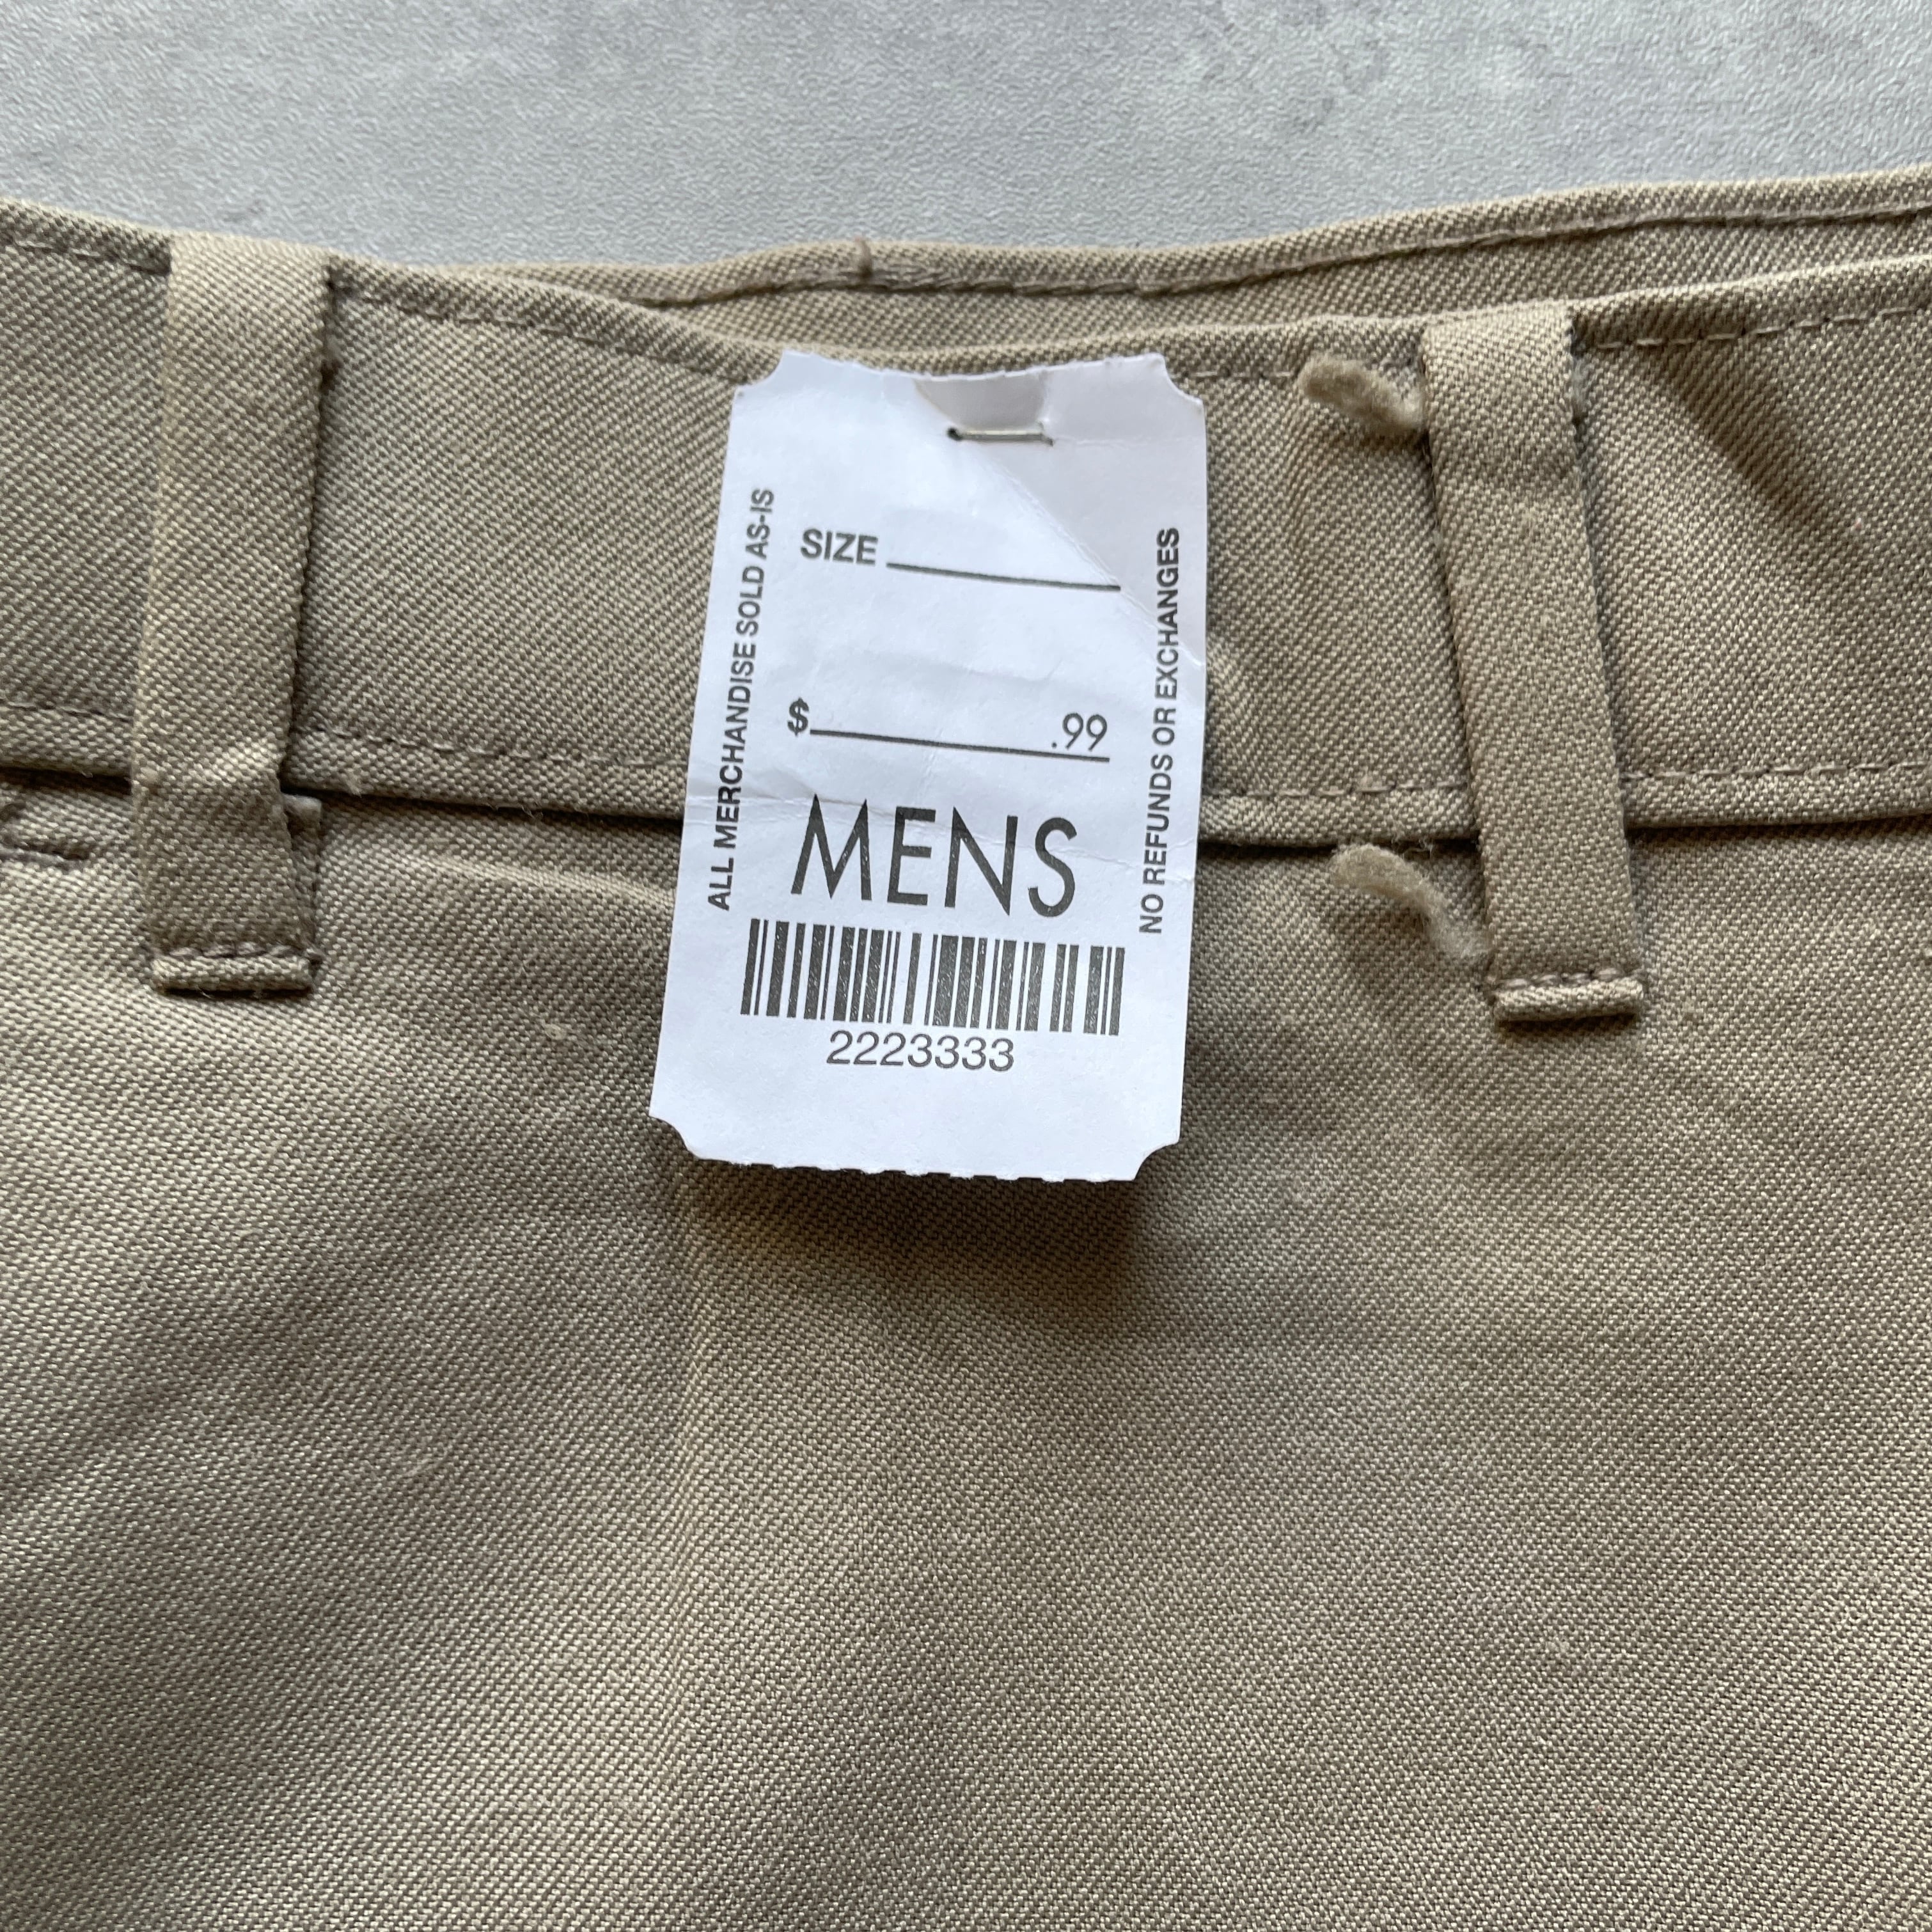 SIZE
$ .99
MENS
2223333
ALL MERCHANDISE SOLD AS-IS
NO REFUNDS OR EXCHANGES